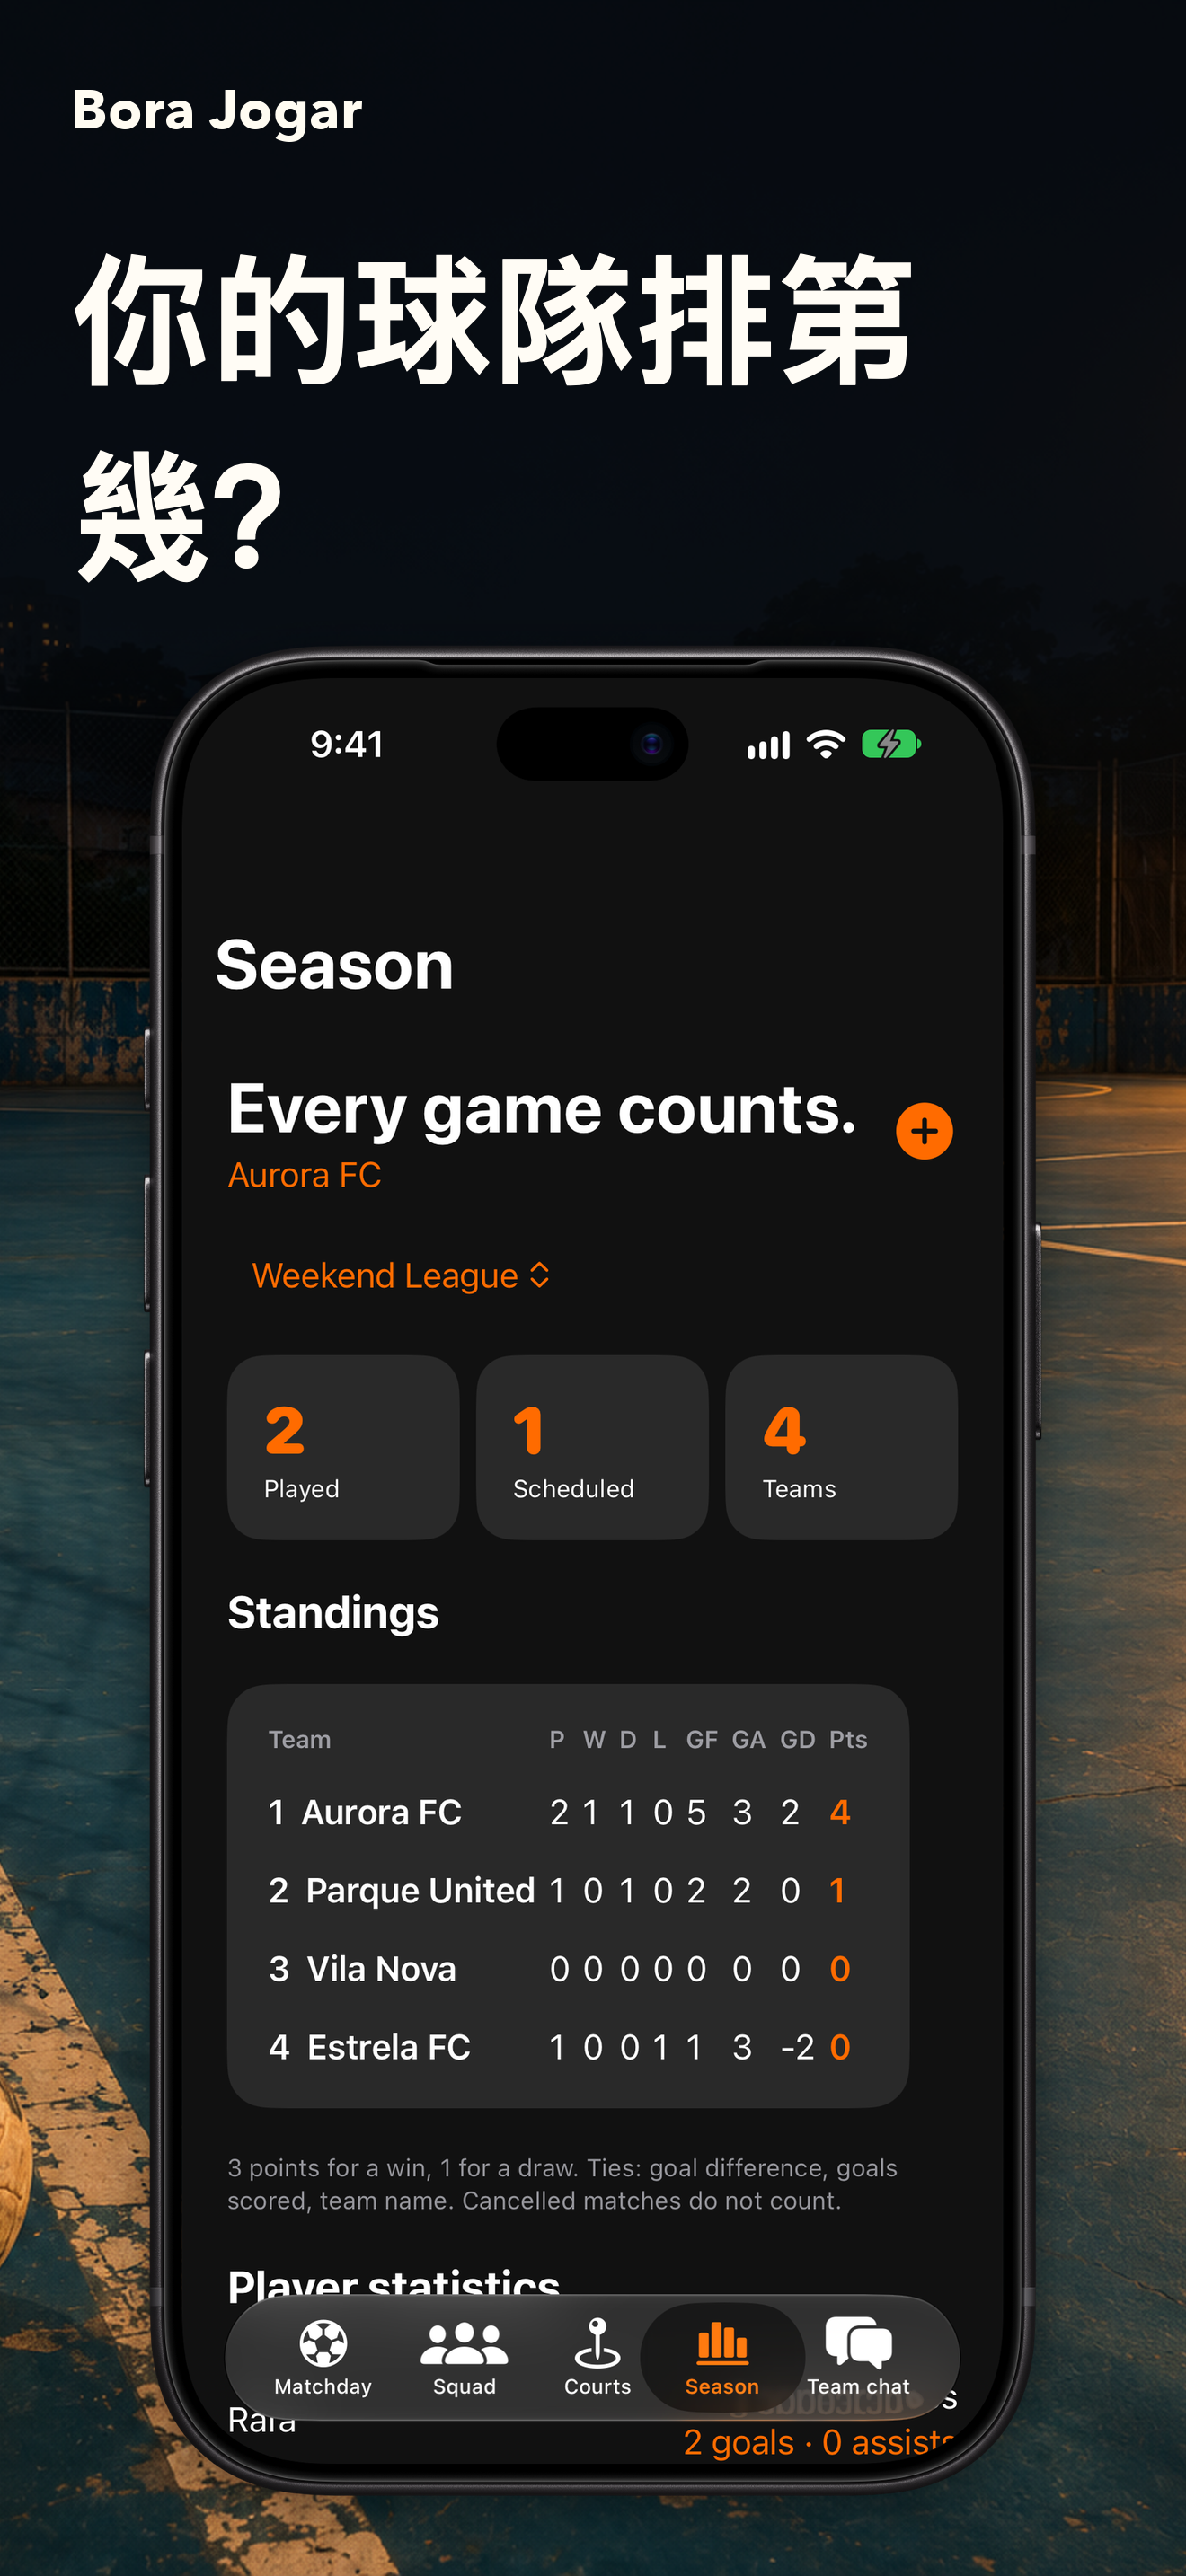 Bora Jogar
你的球隊排第
幾?
9:41
Season
Every game counts.
Aurora FC
Weekend League
2 1 4
Played Scheduled Teams
Standings
Team P W D L GF GA GD Pts
1 Aurora FC 2 1 1 0 5 3 2 4
2 Parque United 1 0 1 0 2 2 0 1
3 Vila Nova 0 0 0 0 0 0 0 0
4 Estrela FC 1 0 0 1 1 3 -2 0
3 points for a win, 1 for a draw. Ties: goal difference, goals
scored, team name. Cancelled matches do not count.
Player statistics
Matchday Squad Courts Season Team chat
Rafa
2 goals · 0 assists